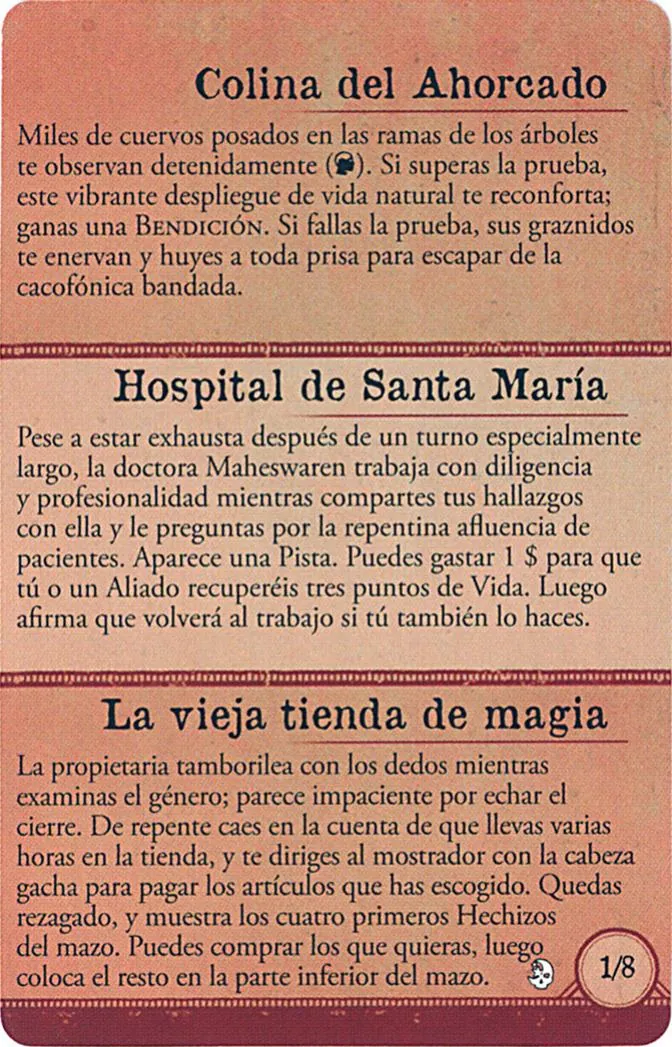 Colina del Ahorcado
Miles de cuervos posados en las ramas de los árboles
te observan detenidamente (). Si superas la prueba,
este vibrante despliegue de vida natural te reconforta;
ganas una BENDICIÓN. Si fallas la prueba, sus graznidos
te enervan y huyes a toda prisa para escapar de la
cacofónica bandada.
Hospital de Santa María
Pese a estar exhausta después de un turno especialmente
largo, la doctora Maheswaren trabaja con diligencia
y profesionalidad mientras compartes tus hallazgos
con ella y le preguntas por la repentina afluencia de
pacientes. Aparece una Pista. Puedes gastar 1 $ para que
tú o un Aliado recuperéis tres puntos de Vida. Luego
afirma que volverá al trabajo si tú también lo haces.
La vieja tienda de magia
La propietaria tamborilea con los dedos mientras
examinas el género; parece impaciente por echar el
cierre. De repente caes en la cuenta de que llevas varias
horas en la tienda, y te diriges al mostrador con la cabeza
gacha para pagar los artículos que has escogido. Quedas
rezagado, y muestra los cuatro primeros Hechizos
del mazo. Puedes comprar los que quieras, luego
coloca el resto en la parte inferior del mazo.
1/8